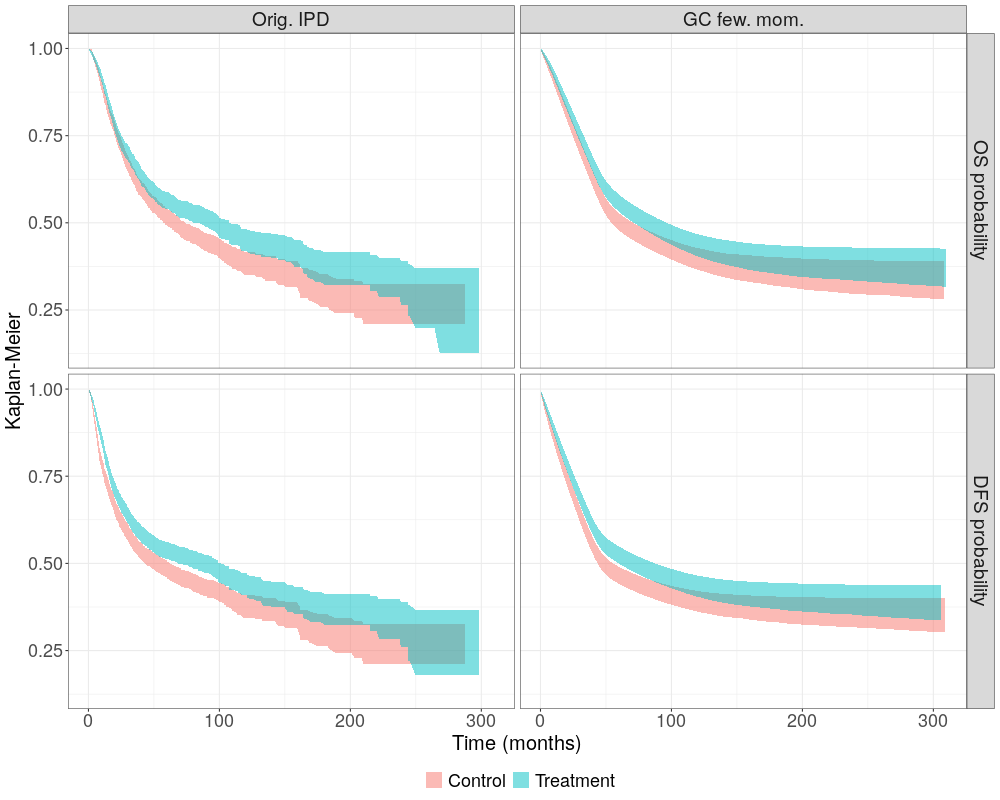 Orig. IPD
GC few. mom.
Kaplan-Meier
1.00
0.75
0.50
0.25
OS probability
1.00
0.75
0.50
0.25
DFS probability
0 100 200 300
0 100 200 300
Time (months)
Control Treatment